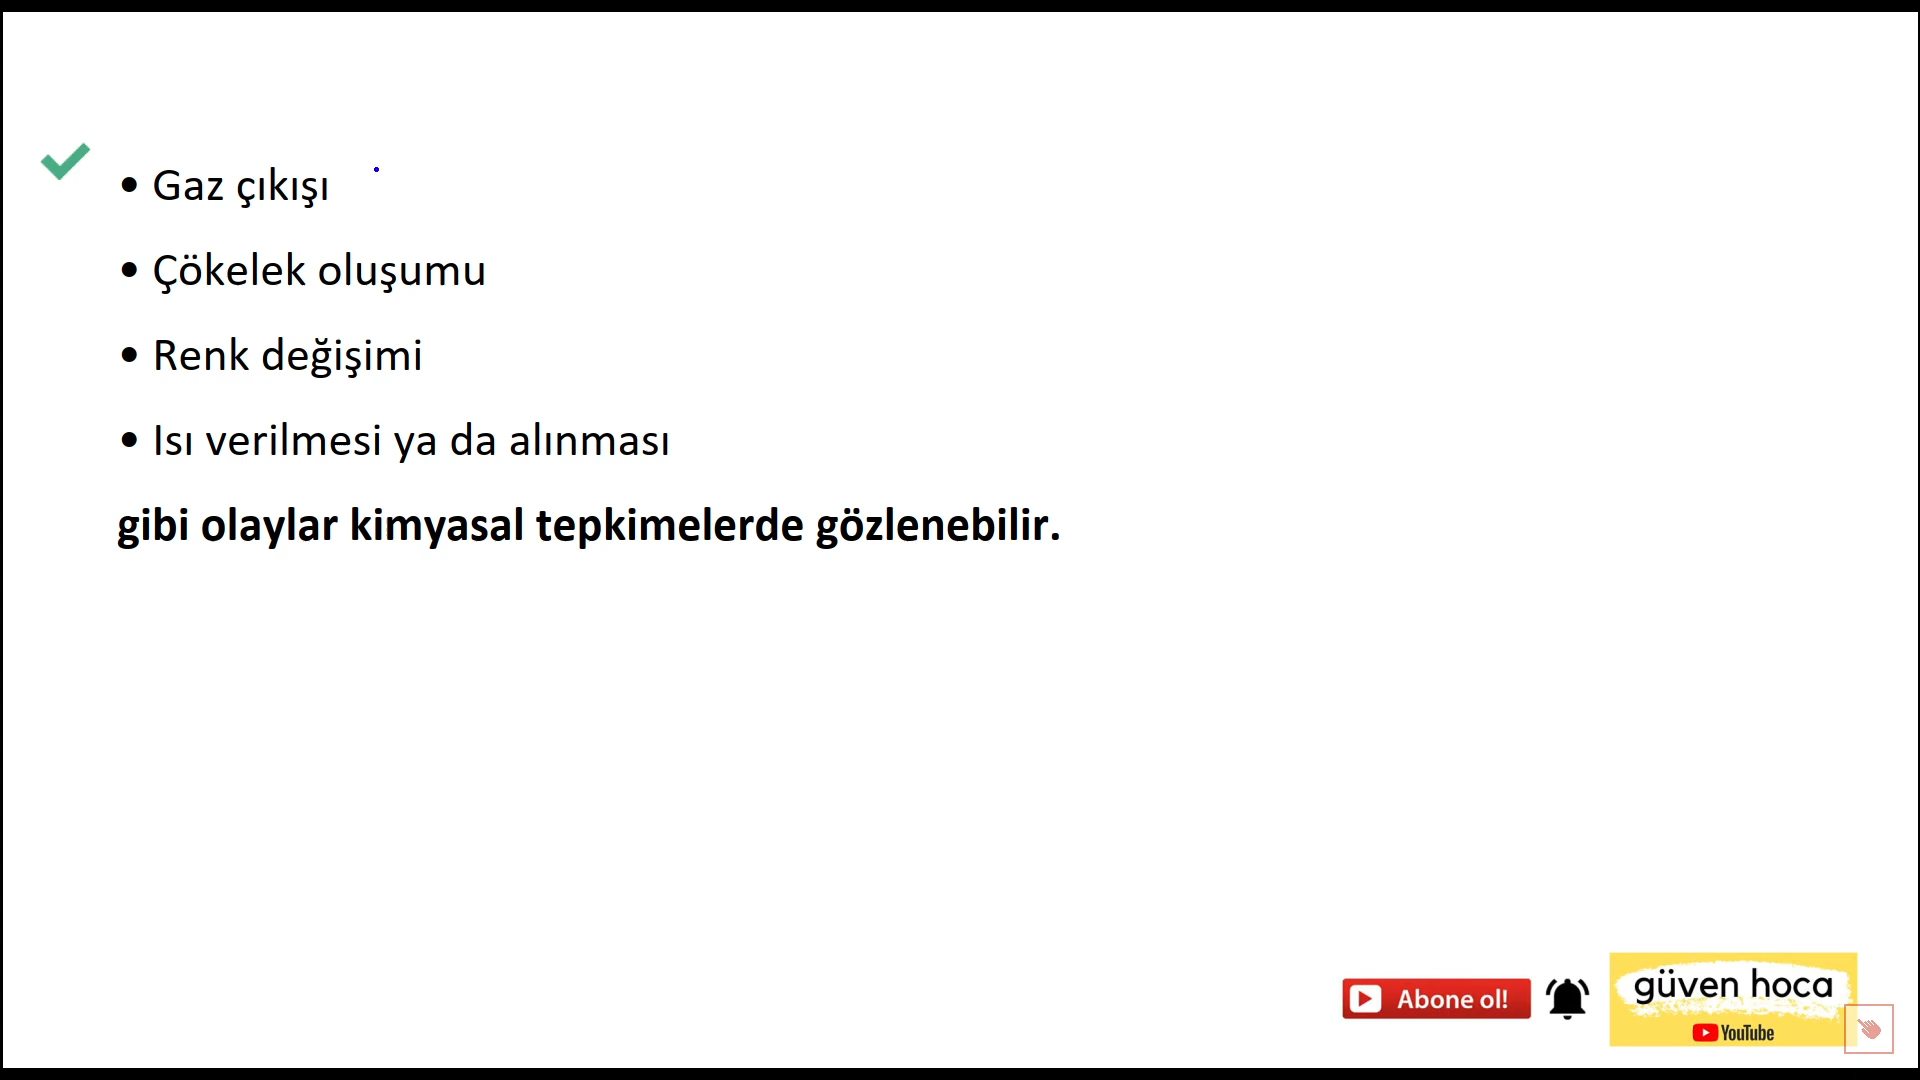 • Gaz çıkışı
• Çökelek oluşumu
• Renk değişimi
• Isı verilmesi ya da alınması
gibi olaylar kimyasal tepkimelerde gözlenebilir.
Abone ol!
güven hoca
YouTube